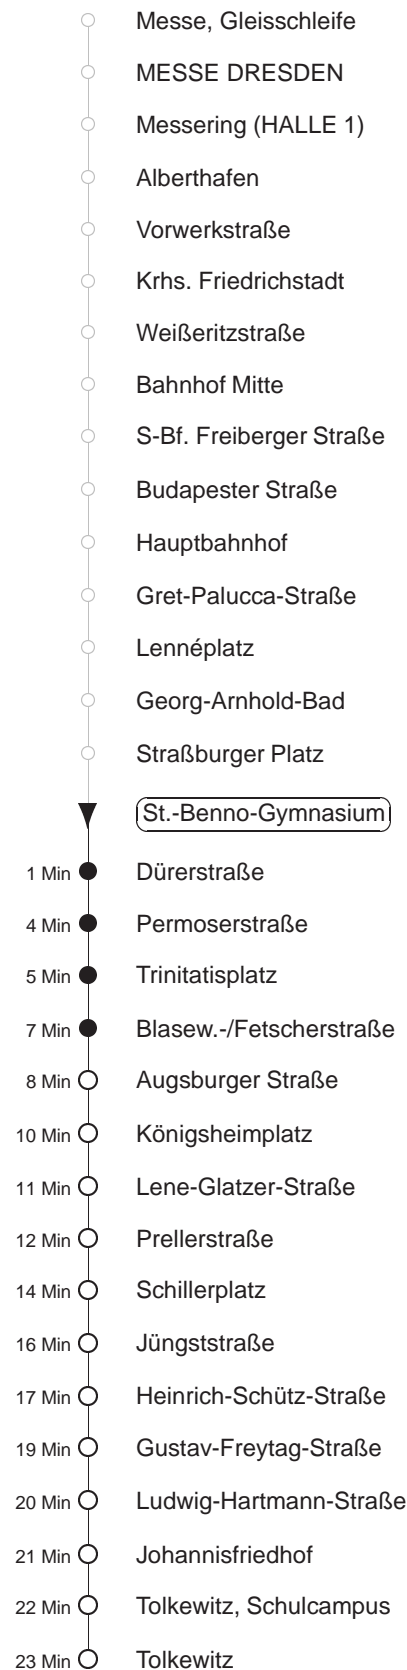 Messe, Gleisschleife
MESSE DRESDEN
Messering (HALLE 1)
Alberthafen
Vorwerkstraße
Krhs. Friedrichstadt
Weißeritzstraße
Bahnhof Mitte
S-Bf. Freiberger Straße
Budapester Straße
Hauptbahnhof
Gret-Palucca-Straße
Lennéplatz
Georg-Arnhold-Bad
Straßburger Platz
St.-Benno-Gymnasium
1 Min Dürerstraße
4 Min Permoserstraße
5 Min Trinitatisplatz
7 Min Blasew.-/Fetscherstraße
8 Min Augsburger Straße
10 Min Königsheimplatz
11 Min Lene-Glatzer-Straße
12 Min Prellerstraße
14 Min Schillerplatz
16 Min Jüngststraße
17 Min Heinrich-Schütz-Straße
19 Min Gustav-Freytag-Straße
20 Min Ludwig-Hartmann-Straße
21 Min Johannisfriedhof
22 Min Tolkewitz, Schulcampus
23 Min Tolkewitz